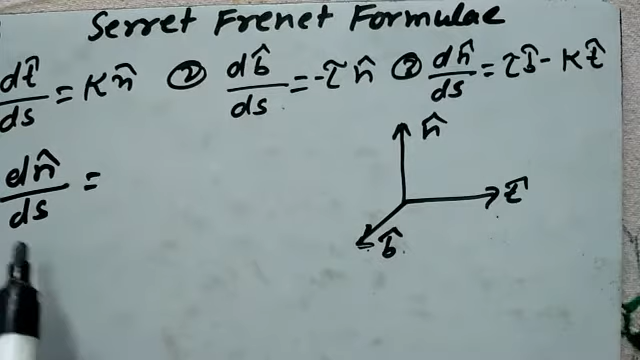 Serret Frenet Formulae
dt̂/ds = κn̂ ② db̂/ds = -τn̂ ③ dn̂/ds = τb̂ - κt̂
dn̂/ds =
n̂
t̂
b̂